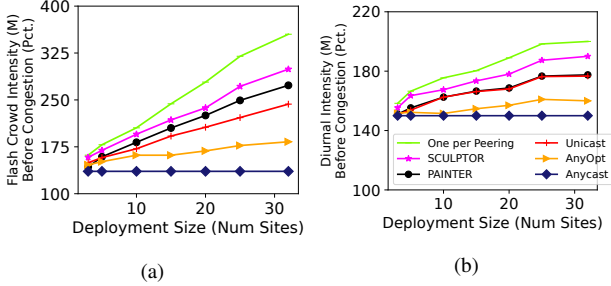 Flash Crowd Intensity (M)
Before Congestion (Pct.)
400
325
250
175
100
10
20
30
Deployment Size (Num Sites)
(a)
Diurnal Intensity (M)
Before Congestion (Pct.)
220
180
140
100
One per Peering
SCULPTOR
PAINTER
Unicast
AnyOpt
Anycast
10
20
30
Deployment Size (Num Sites)
(b)